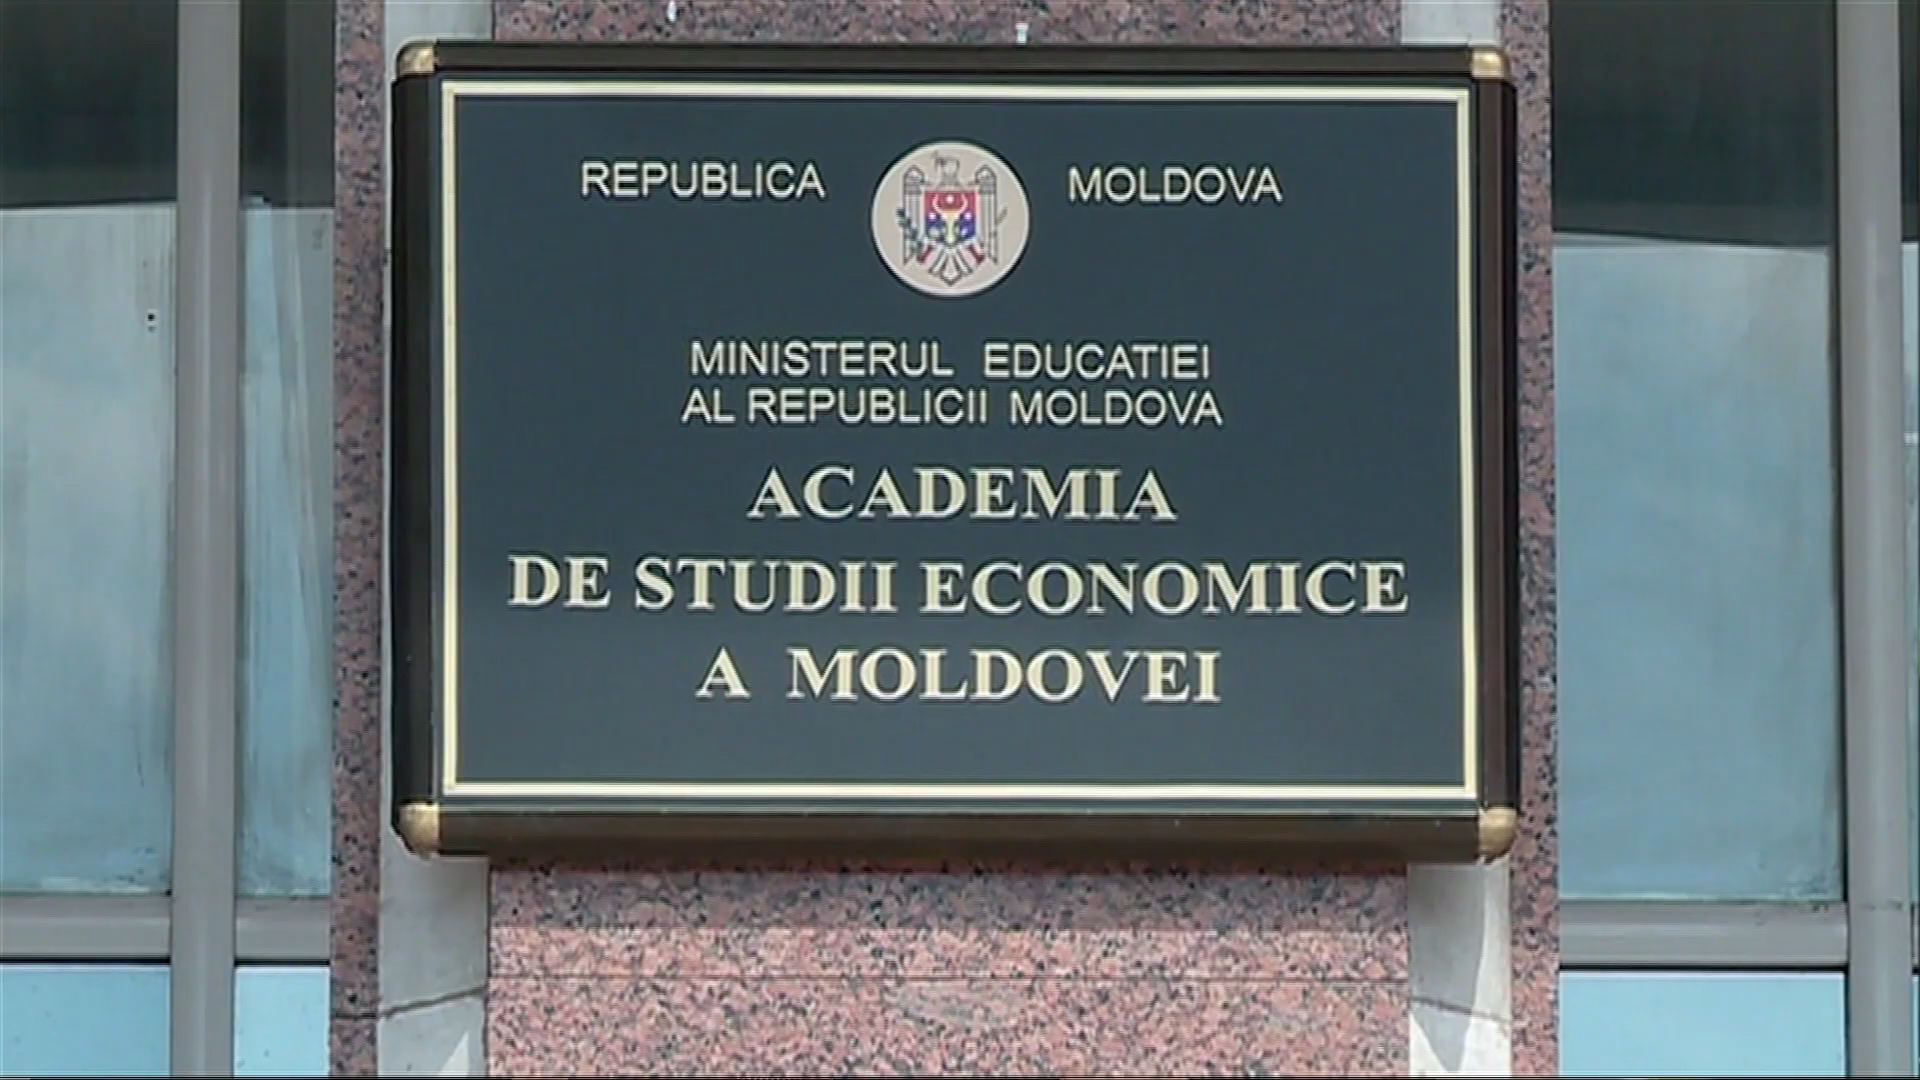 REPUBLICA MOLDOVA
MINISTERUL EDUCATIEI
AL REPUBLICII MOLDOVA
ACADEMIA
DE STUDII ECONOMICE
A MOLDOVEI